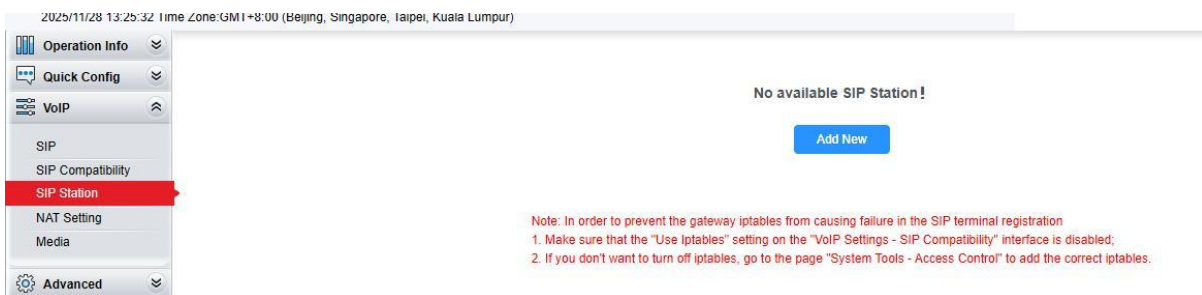 2025/11/28 13:25:32 Time Zone:GMT+8:00 (Beijing, Singapore, Taipei, Kuala Lumpur)
Operation Info
Quick Config
VoIP
SIP
SIP Compatibility
SIP Station
NAT Setting
Media
Advanced
No available SIP Station!
Add New
Note: In order to prevent the gateway iptables from causing failure in the SIP terminal registration
1. Make sure that the "Use Iptables" setting on the "VoIP Settings - SIP Compatibility" interface is disabled;
2. If you don't want to turn off iptables, go to the page "System Tools - Access Control" to add the correct iptables.